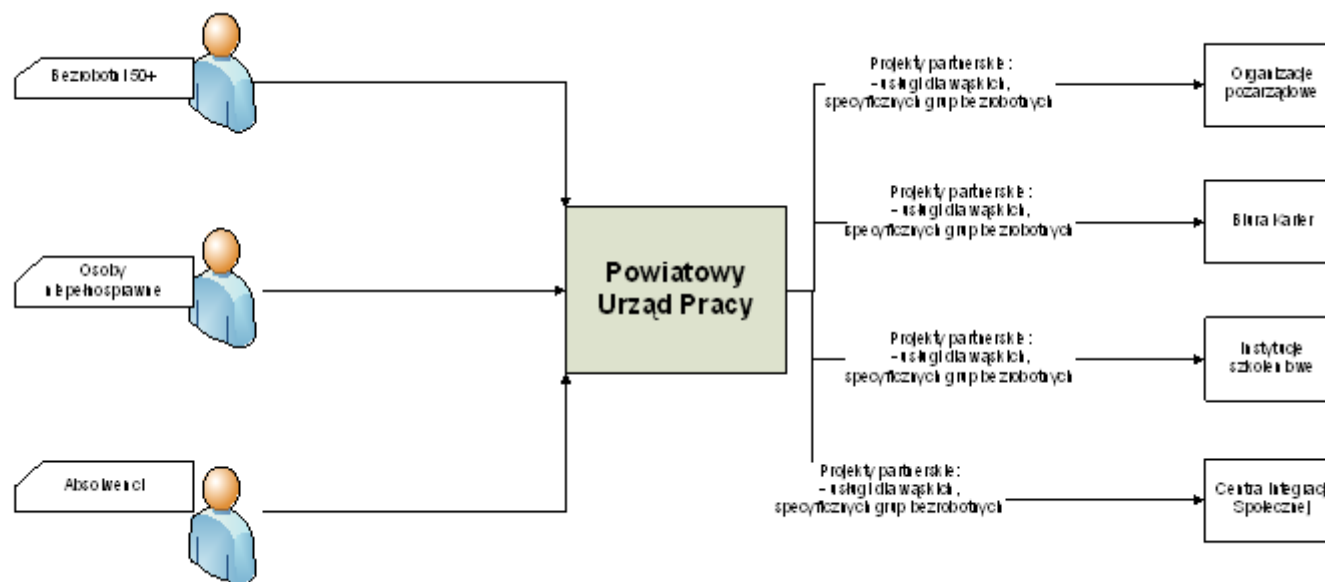 Bezrobotni 50+
Osoby
niepełnosprawne
Absolwenci
Powiatowy
Urząd Pracy
Projekty partnerskie:
- usługi dla wąskich,
specyficznych grup bezrobotnych
Organizacje
pozarządowe
Projekty partnerskie:
- usługi dla wąskich,
specyficznych grup bezrobotnych
Biura Karier
Projekty partnerskie:
- usługi dla wąskich,
specyficznych grup bezrobotnych
Instytucje
szkoleniowe
Projekty partnerskie:
- usługi dla wąskich,
specyficznych grup bezrobotnych
Centra Integracji
Społecznej